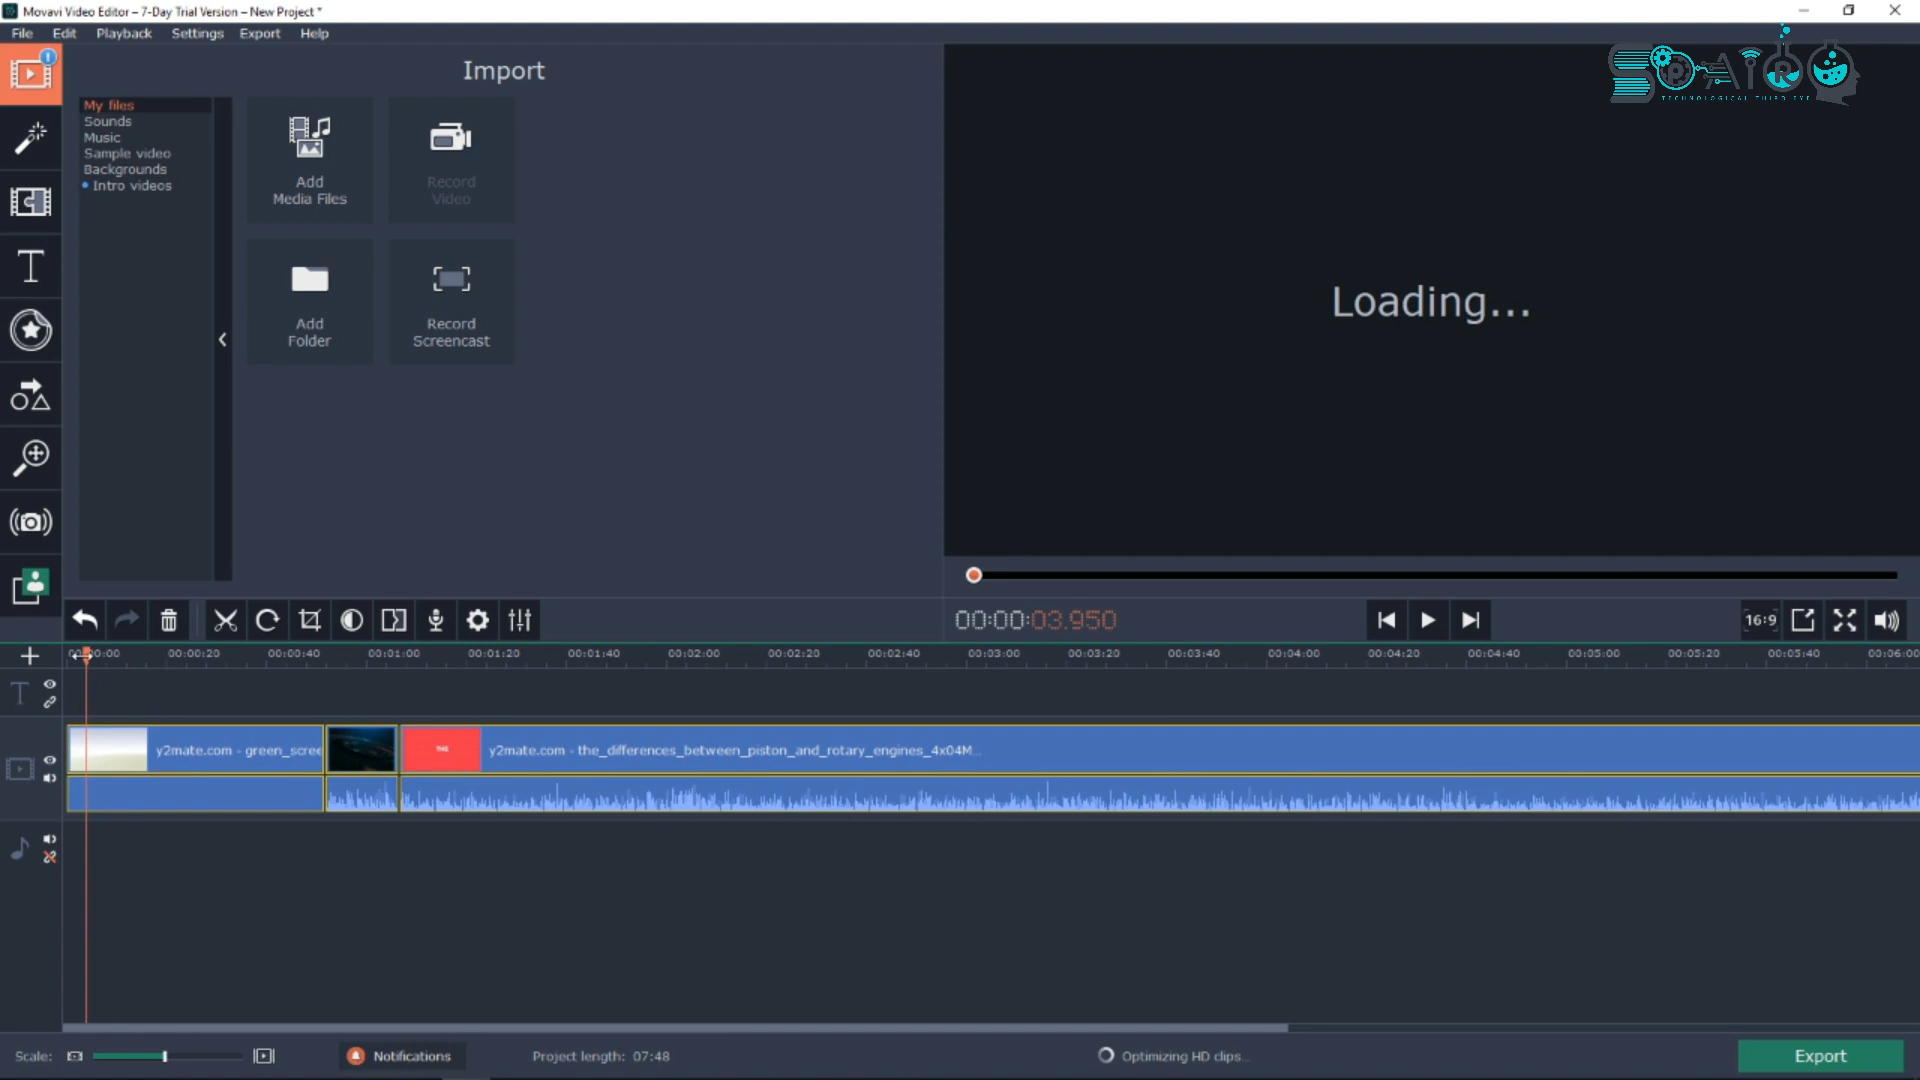 Movavi Video Editor – 7-Day Trial Version – New Project *
File Edit Playback Settings Export Help
Import
My files
Sounds
Music
Sample video
Backgrounds
Intro videos
Add
Media Files
Record
Video
Add
Folder
Record
Screencast
TECHNOLOGICAL THIRD EYE
Loading...
00:00:03.950
16:9
00:00:20 00:00:40 00:01:00 00:01:20 00:01:40 00:02:00 00:02:20 00:02:40 00:03:00 00:03:20 00:03:40 00:04:00 00:04:20 00:04:40 00:05:00 00:05:20 00:05:40 00:06:00
y2mate.com - green_scree
THE
y2mate.com - the_differences_between_piston_and_rotary_engines_4x04M...
Scale:
Notifications
Project length: 07:48
Optimizing HD clips...
Export